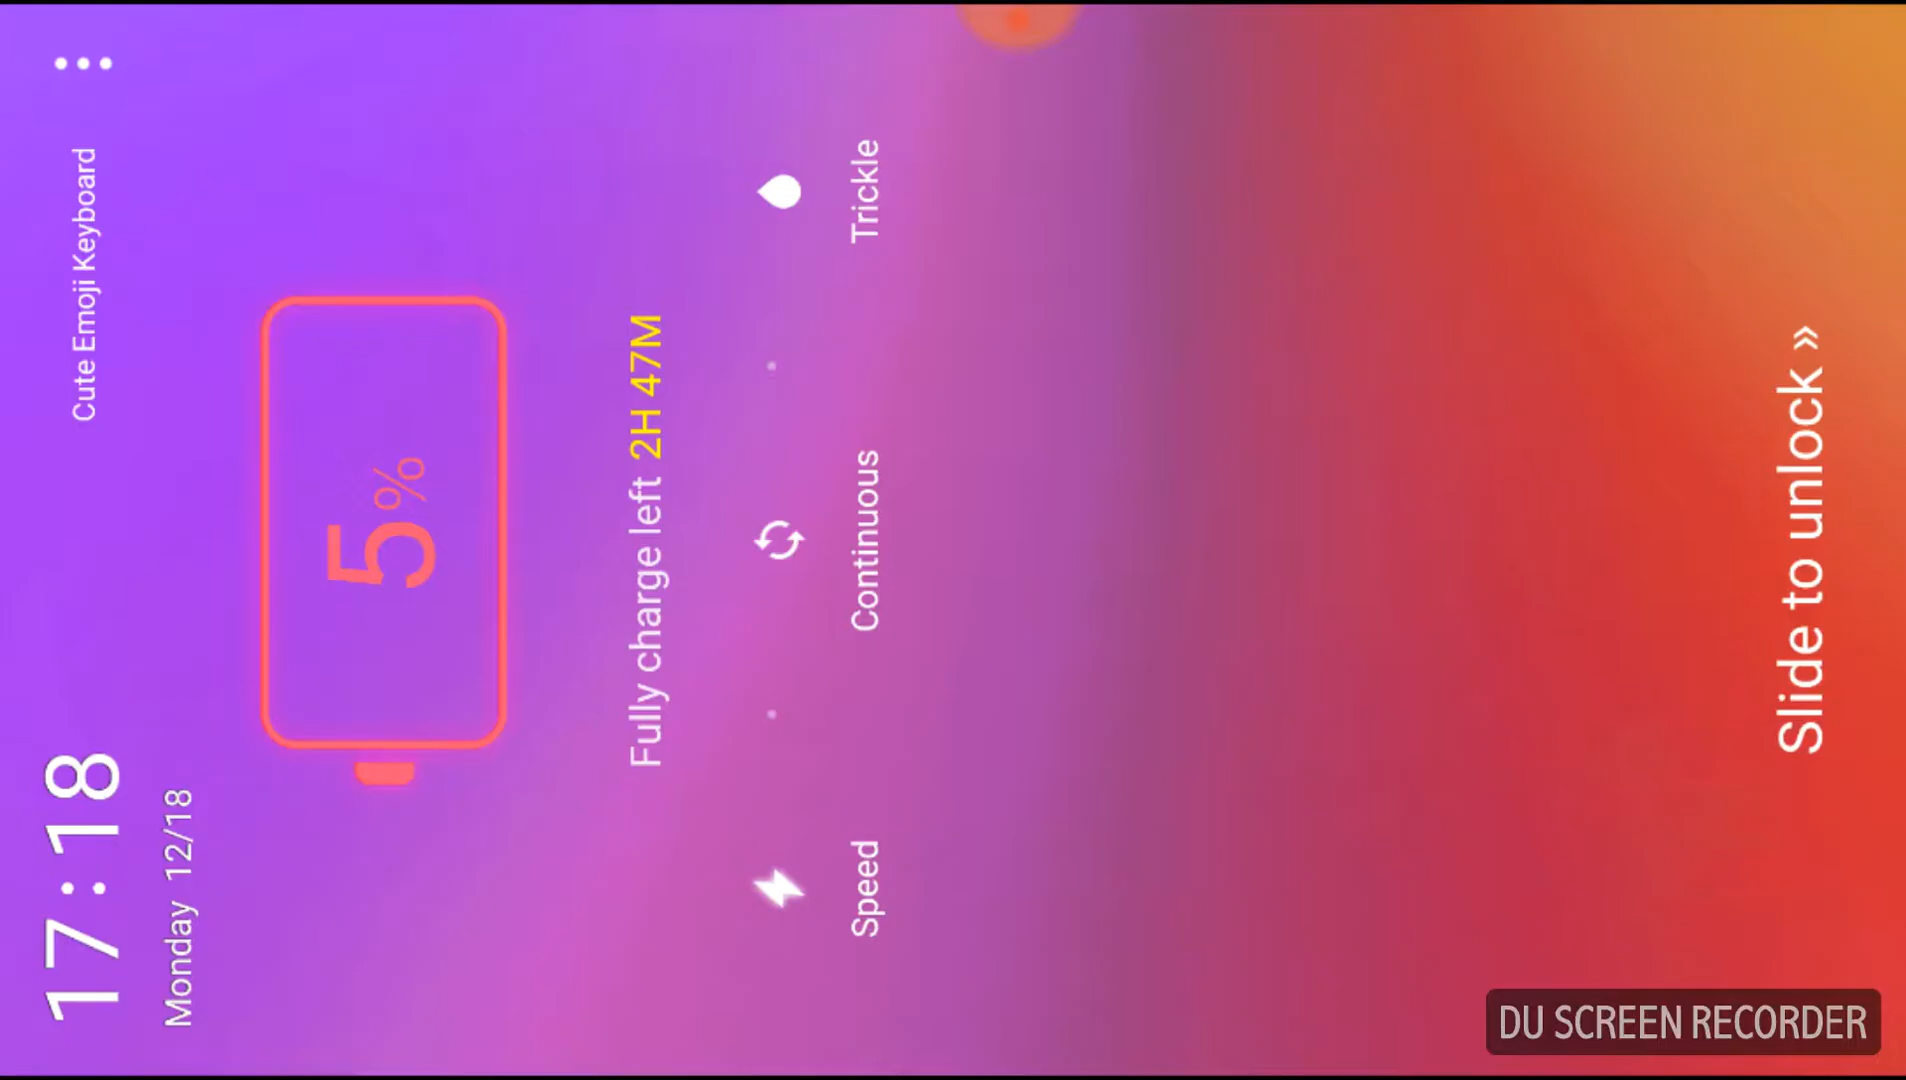 17:18
Cute Emoji Keyboard
Monday 12/18
5%
Fully charge left 2H 47M
Speed
Continuous
Trickle
Slide to unlock »
DU SCREEN RECORDER